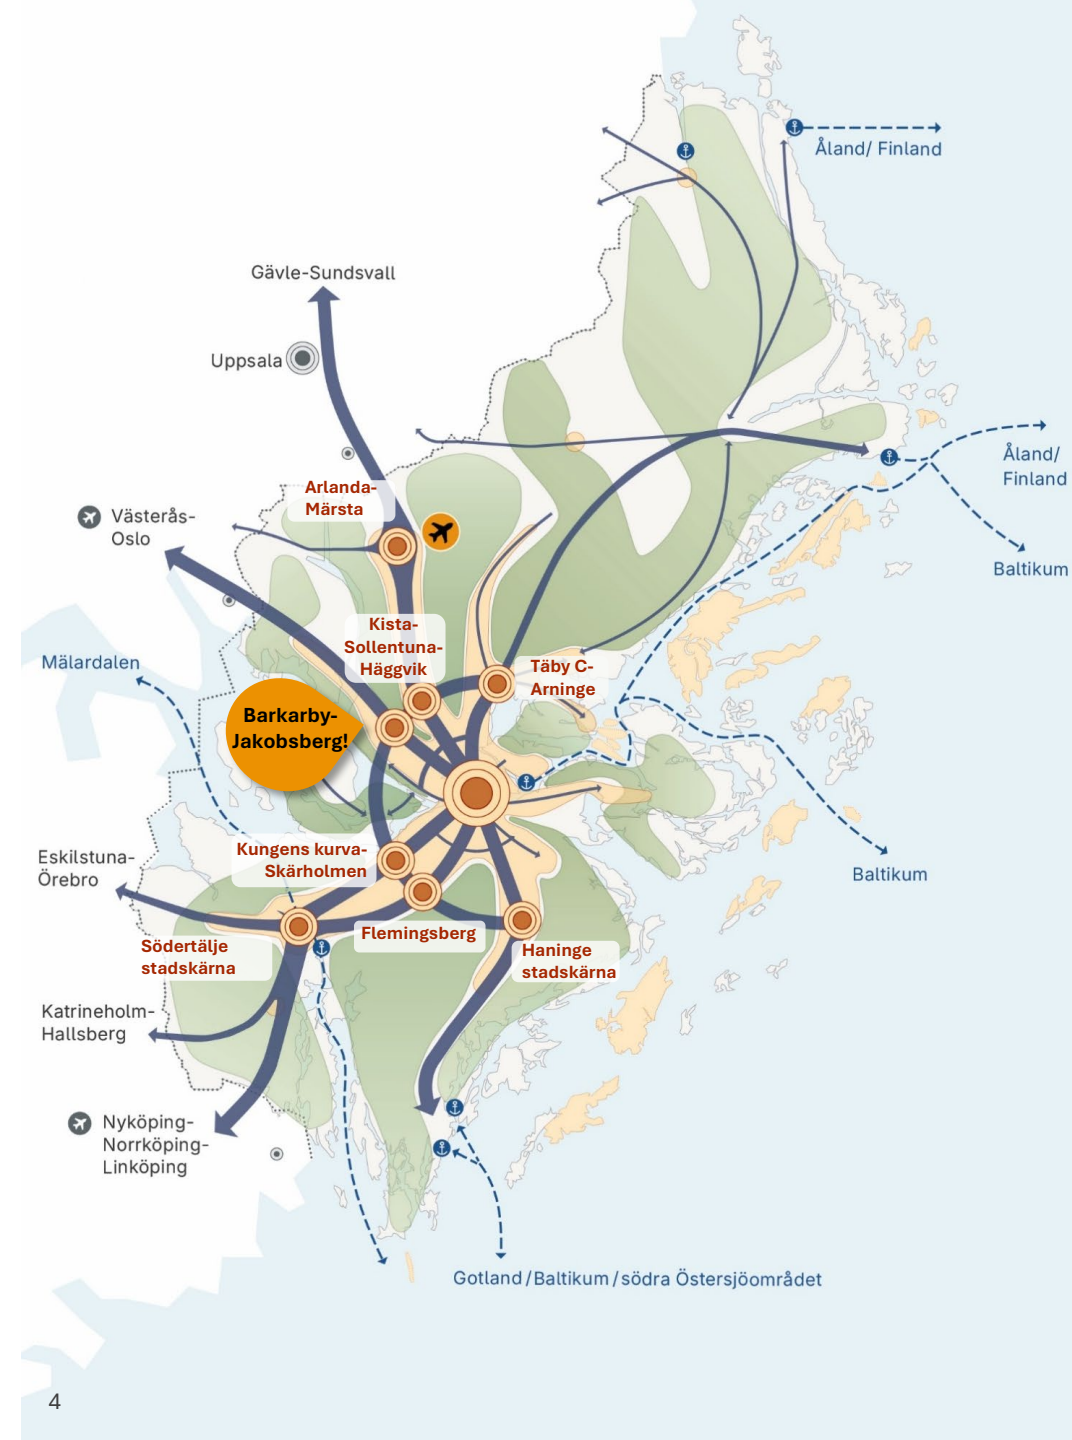 Åland/ Finland
Gävle-Sundsvall
Uppsala
Åland/
Finland
Arlanda-
Märsta
Västerås-
Oslo
Baltikum
Kista-
Sollentuna-
Häggvik
Mälardalen
Täby C-
Arninge
Barkarby-
Jakobsberg!
Kungens kurva-
Skärholmen
Eskilstuna-
Örebro
Baltikum
Flemingsberg
Södertälje
stadskärna
Haninge
stadskärna
Katrineholm-
Hallsberg
Nyköping-
Norrköping-
Linköping
Gotland/Baltikum/södra Östersjöområdet
4